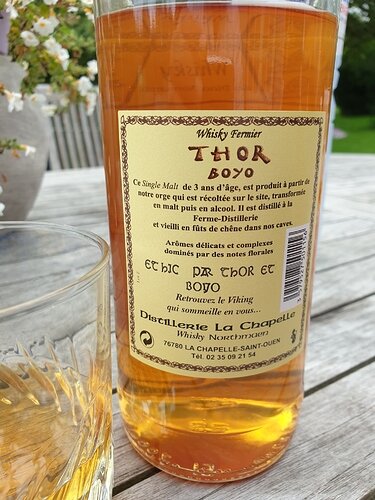 Whisky Fermier
THOR
BOYO
Ce Single Malt de 3 ans d'âge, est produit à partir de
notre orge qui est récoltée sur le site, transformée
en malt puis en alcool. Il est distillé à la
Ferme-Distillerie
et vieilli en fûts de chêne dans nos caves.
Arômes délicats et complexes
dominés par des notes florales
ETHIC PAR THOR ET
BOYO
Retrouvez le Viking
qui sommeille en vous...
Distillerie La Chapelle
Whisky Northmaen
76780 LA CHAPELLE-SAINT-OUEN
Tél. 02 35 09 21 54